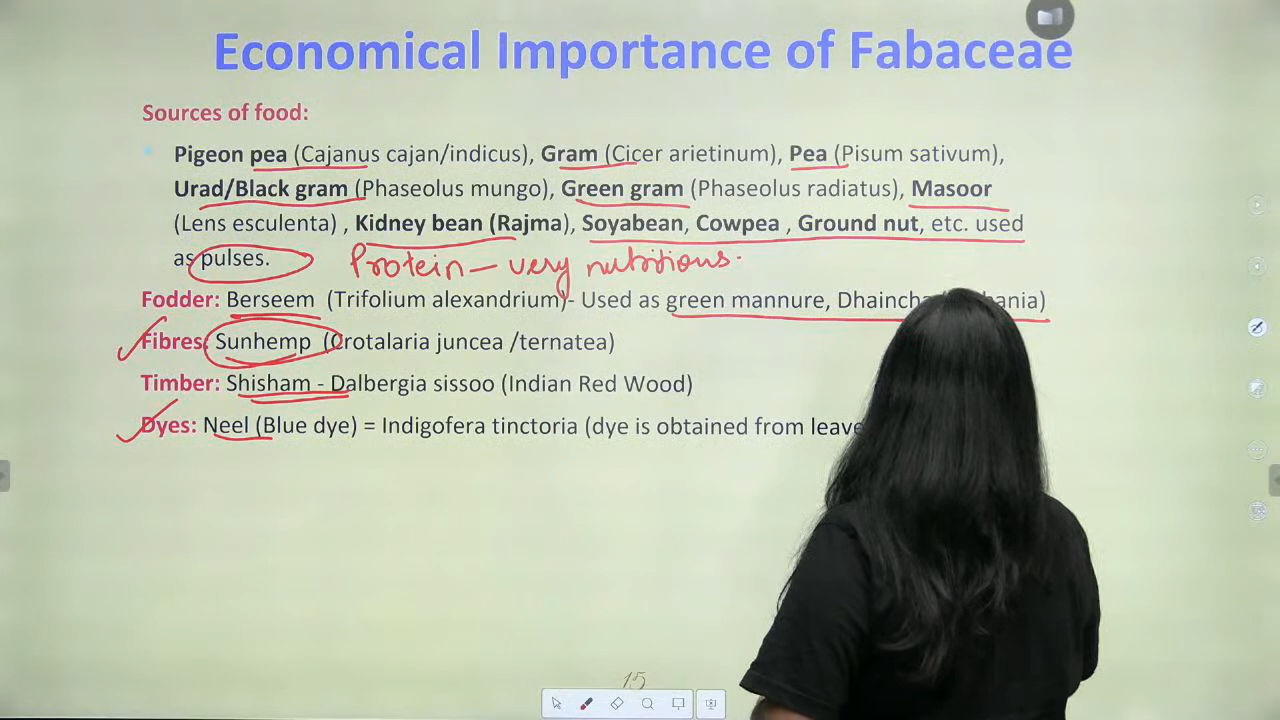 Economical Importance of Fabaceae
Sources of food:
Pigeon pea (Cajanus cajan/indicus), Gram (Cicer arietinum), Pea (Pisum sativum),
Urad/Black gram (Phaseolus mungo), Green gram (Phaseolus radiatus), Masoor
(Lens esculenta) , Kidney bean (Rajma), Soyabean, Cowpea , Ground nut, etc. used
as pulses. Protein - very nutritious.
Fodder: Berseem (Trifolium alexandrium)- Used as green mannure,
Fibres: Sunhemp (Crotalaria juncea /ternatea)
Timber: Shisham - Dalbergia sissoo (Indian Red Wood)
Dyes: Neel (Blue dye) = Indigofera tinctoria (dye is obtained from
15